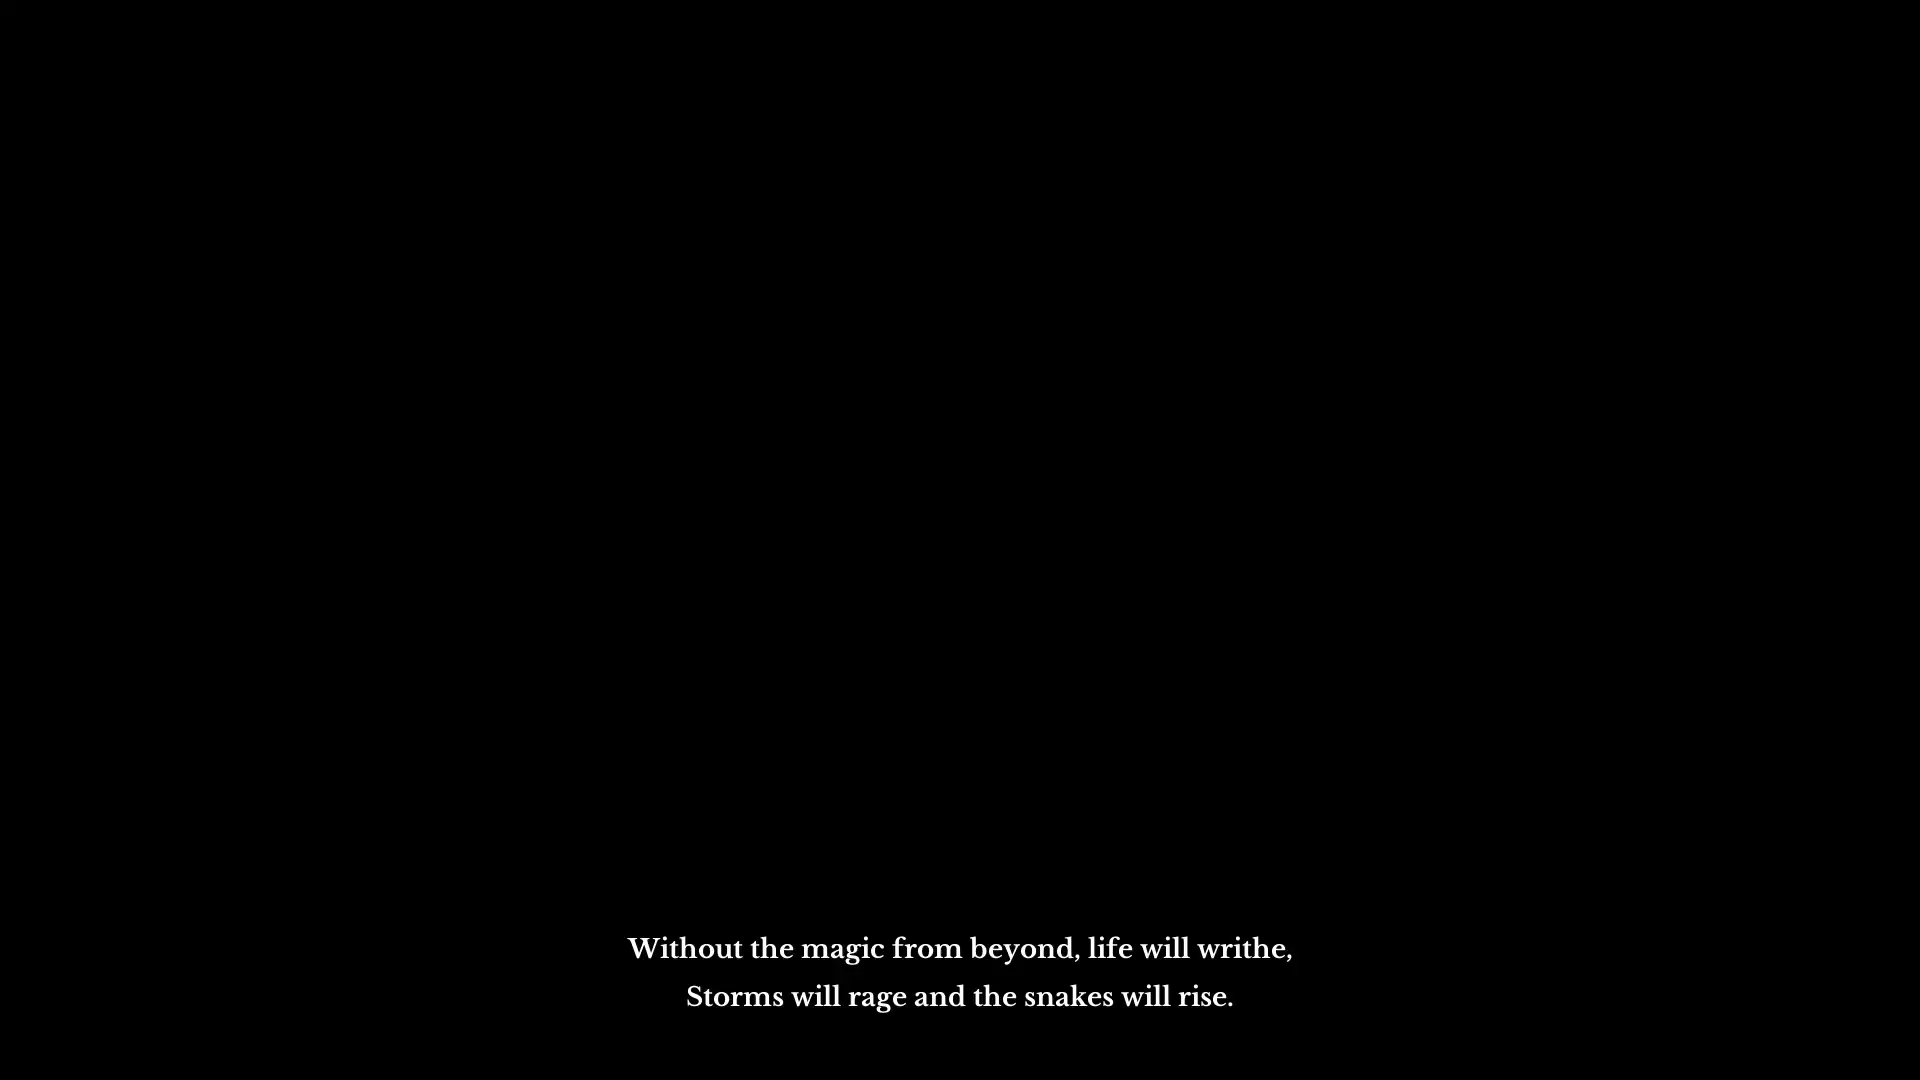 Without the magic from beyond, life will writhe,
Storms will rage and the snakes will rise.